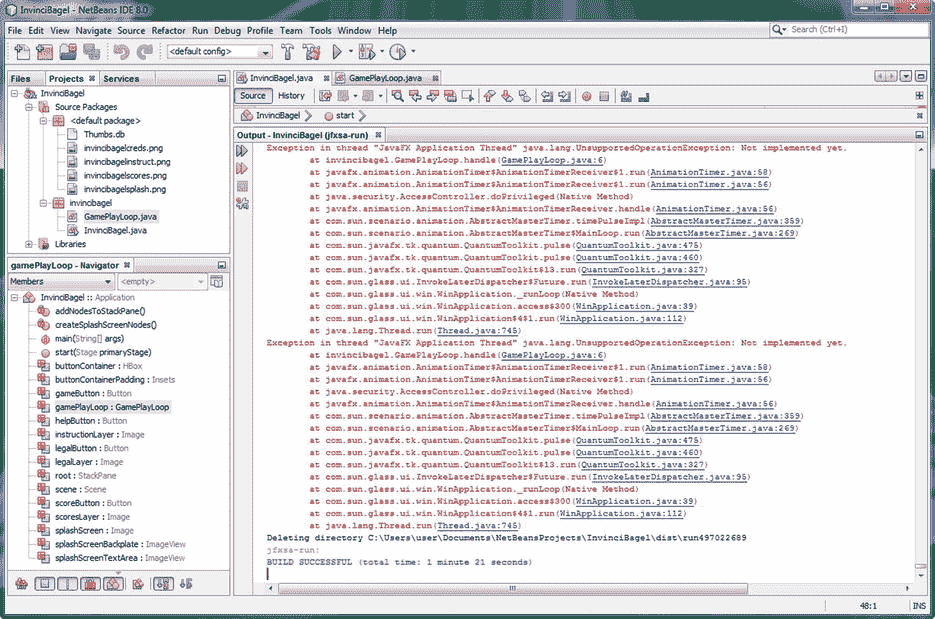 InvinciBagel - NetBeans IDE 8.0
File Edit View Navigate Source Refactor Run Debug Profile Team Tools Window Help
Search (Ctrl+I)
<default config>
Files Projects Services
InvinciBagel
Source Packages
<default package>
Thumbs.db
invincibagelcreds.png
invincibagelinstruct.png
invincibagelscores.png
invincibagelsplash.png
invincibagel
GamePlayLoop.java
InvinciBagel.java
Libraries
gamePlayLoop - Navigator
Members <empty>
InvinciBagel :: Application
addNodesToStackPane()
createSplashScreenNodes()
main(String[] args)
start(Stage primaryStage)
buttonContainer : HBox
buttonContainerPadding : Insets
gameButton : Button
gamePlayLoop : GamePlayLoop
helpButton : Button
instructionLayer : Image
legalButton : Button
legalLayer : Image
root : StackPane
scene : Scene
scoreButton : Button
scoresLayer : Image
splashScreen : Image
splashScreenBackplate : ImageView
splashScreenTextArea : ImageView
InvinciBagel.java GamePlayLoop.java
Source History
InvinciBagel start
Output - InvinciBagel (jfxsa-run)
Exception in thread "JavaFX Application Thread" java.lang.UnsupportedOperationException: Not implemented yet.
at invincibagel.GamePlayLoop.handle(GamePlayLoop.java:6)
at javafx.animation.AnimationTimer$AnimationTimerReceiver$1.run(AnimationTimer.java:58)
at javafx.animation.AnimationTimer$AnimationTimerReceiver$1.run(AnimationTimer.java:56)
at java.security.AccessController.doPrivileged(Native Method)
at javafx.animation.AnimationTimer$AnimationTimerReceiver.handle(AnimationTimer.java:56)
at com.sun.scenario.animation.AbstractMasterTimer.timePulseImpl(AbstractMasterTimer.java:359)
at com.sun.scenario.animation.AbstractMasterTimer$MainLoop.run(AbstractMasterTimer.java:269)
at com.sun.javafx.tk.quantum.QuantumToolkit.pulse(QuantumToolkit.java:475)
at com.sun.javafx.tk.quantum.QuantumToolkit.pulse(QuantumToolkit.java:460)
at com.sun.javafx.tk.quantum.QuantumToolkit$13.run(QuantumToolkit.java:327)
at com.sun.glass.ui.InvokeLaterDispatcher$Future.run(InvokeLaterDispatcher.java:95)
at com.sun.glass.ui.win.WinApplication._runLoop(Native Method)
at com.sun.glass.ui.win.WinApplication.access$300(WinApplication.java:39)
at com.sun.glass.ui.win.WinApplication$4$1.run(WinApplication.java:112)
at java.lang.Thread.run(Thread.java:745)
Exception in thread "JavaFX Application Thread" java.lang.UnsupportedOperationException: Not implemented yet.
at invincibagel.GamePlayLoop.handle(GamePlayLoop.java:6)
at javafx.animation.AnimationTimer$AnimationTimerReceiver$1.run(AnimationTimer.java:58)
at javafx.animation.AnimationTimer$AnimationTimerReceiver$1.run(AnimationTimer.java:56)
at java.security.AccessController.doPrivileged(Native Method)
at javafx.animation.AnimationTimer$AnimationTimerReceiver.handle(AnimationTimer.java:56)
at com.sun.scenario.animation.AbstractMasterTimer.timePulseImpl(AbstractMasterTimer.java:359)
at com.sun.scenario.animation.AbstractMasterTimer$MainLoop.run(AbstractMasterTimer.java:269)
at com.sun.javafx.tk.quantum.QuantumToolkit.pulse(QuantumToolkit.java:475)
at com.sun.javafx.tk.quantum.QuantumToolkit.pulse(QuantumToolkit.java:460)
at com.sun.javafx.tk.quantum.QuantumToolkit$13.run(QuantumToolkit.java:327)
at com.sun.glass.ui.InvokeLaterDispatcher$Future.run(InvokeLaterDispatcher.java:95)
at com.sun.glass.ui.win.WinApplication._runLoop(Native Method)
at com.sun.glass.ui.win.WinApplication.access$300(WinApplication.java:39)
at com.sun.glass.ui.win.WinApplication$4$1.run(WinApplication.java:112)
at java.lang.Thread.run(Thread.java:745)
Deleting directory C:\Users\user\Documents\NetBeansProjects\InvinciBagel\dist\run497022689
jfxsa-run:
BUILD SUCCESSFUL (total time: 1 minute 21 seconds)
48:1 INS